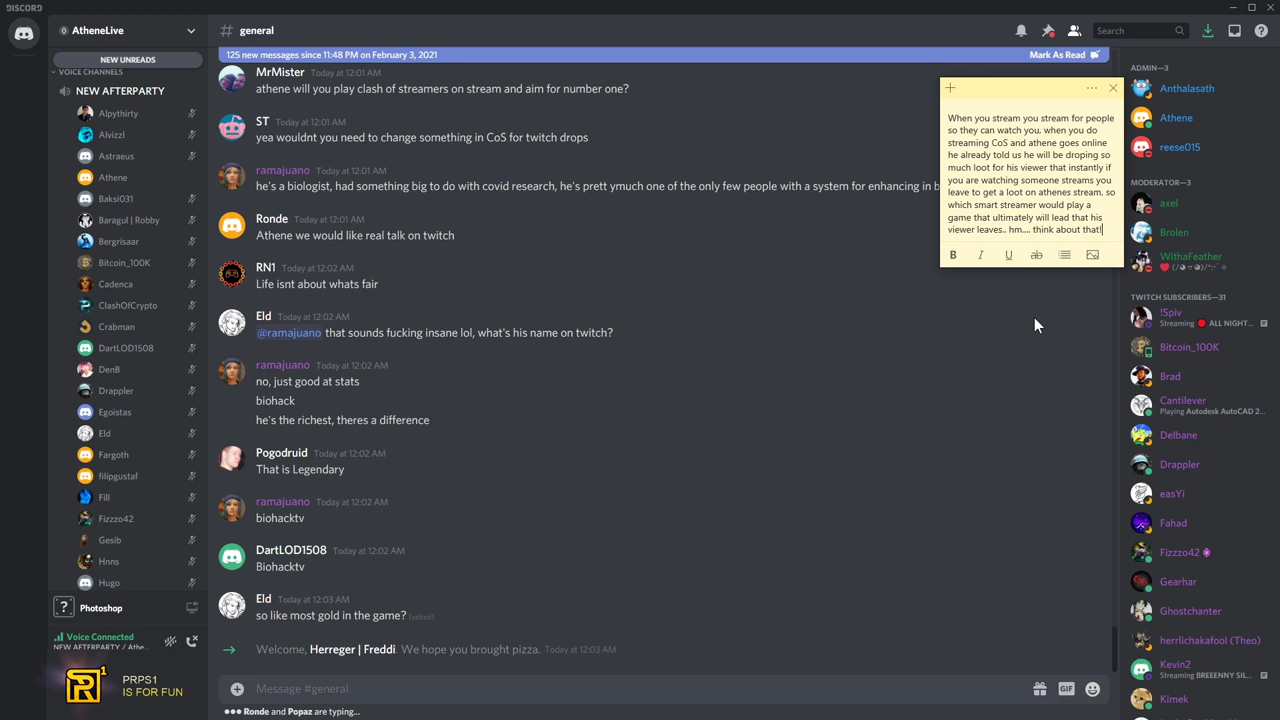 DISCORD
AtheneLive
NEW UNREADS
VOICE CHANNELS
NEW AFTERPARTY
Alpythirty
Alvizzl
Astraeus
Athene
Baksi031
Baragul | Robby
Bergrisaar
Bitcoin_100K
Cadenca
ClashOfCrypto
Crabman
DartLOD1508
DenB
Drappler
Egoistas
Eld
Fargoth
filipgustaf
Fill
Fizzzo42
Gesib
Hnns
Hugo
? Photoshop
Voice Connected
NEW AFTERPARTY / Athe...
R1
PRPS1
IS FOR FUN
# general
Search
125 new messages since 11:48 PM on February 3, 2021 Mark As Read
MrMister Today at 12:01 AM
athene will you play clash of streamers on stream and aim for number one?
ST Today at 12:01 AM
yea wouldnt you need to change something in CoS for twitch drops
ramajuano Today at 12:01 AM
he's a biologist, had something big to do with covid research, he's prett ymuch one of the only few people with a system for enhancing in b
Ronde Today at 12:01 AM
Athene we would like real talk on twitch
RN1 Today at 12:02 AM
Life isnt about whats fair
Eld Today at 12:02 AM
@ramajuano that sounds fucking insane lol, what's his name on twitch?
ramajuano Today at 12:02 AM
no, just good at stats
biohack
he's the richest, theres a difference
Pogodruid Today at 12:02 AM
That is Legendary
ramajuano Today at 12:02 AM
biohacktv
DartLOD1508 Today at 12:02 AM
Biohacktv
Eld Today at 12:03 AM
so like most gold in the game? (edited)
Welcome, Herreger | Freddi. We hope you brought pizza. Today at 12:03 AM
Message #general
GIF
Ronde and Popaz are typing...
When you stream you stream for people
so they can watch you, when you do
streaming CoS and athene goes online
he already told us he will be droping so
much loot for his viewer that instantly if
you are watching someone streams you
leave to get a loot on athenes stream, so
which smart streamer would play a
game that ultimately will lead that his
viewer leaves.. hm.... think about that!
B I U ab
ADMIN—3
Anthalasath
Athene
reese015
MODERATOR—3
axel
Brolen
WithaFeather
TWITCH SUBSCRIBERS—31
!Spiv
Streaming ALL NIGHT...
Bitcoin_100K
Brad
Cantilever
Playing Autodesk AutoCAD 2...
Delbane
Drappler
easYi
Fahad
Fizzzo42
Gearhar
Ghostchanter
herrlichakafool (Theo)
Kevin2
Streaming BREEENNY SIL...
Kimek